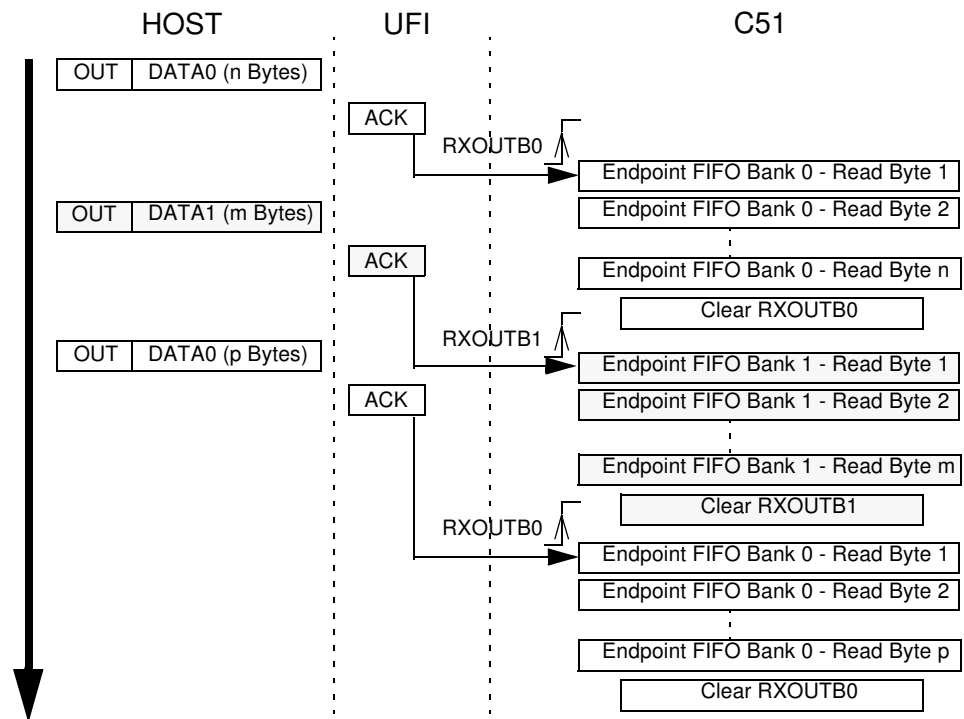 HOST UFI C51
OUT DATA0 (n Bytes)
ACK
RXOUTB0
Endpoint FIFO Bank 0 - Read Byte 1
OUT DATA1 (m Bytes)
Endpoint FIFO Bank 0 - Read Byte 2
ACK
Endpoint FIFO Bank 0 - Read Byte n
Clear RXOUTB0
RXOUTB1
OUT DATA0 (p Bytes)
Endpoint FIFO Bank 1 - Read Byte 1
ACK
Endpoint FIFO Bank 1 - Read Byte 2
Endpoint FIFO Bank 1 - Read Byte m
Clear RXOUTB1
RXOUTB0
Endpoint FIFO Bank 0 - Read Byte 1
Endpoint FIFO Bank 0 - Read Byte 2
Endpoint FIFO Bank 0 - Read Byte p
Clear RXOUTB0